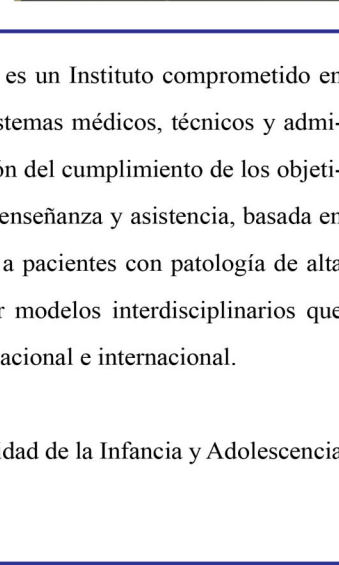 es un Instituto comprometido en
stemas médicos, técnicos y admi-
ón del cumplimiento de los objeti-
enseñanza y asistencia, basada en
a pacientes con patología de alta
r modelos interdisciplinarios que
acional e internacional.
idad de la Infancia y Adolescencia